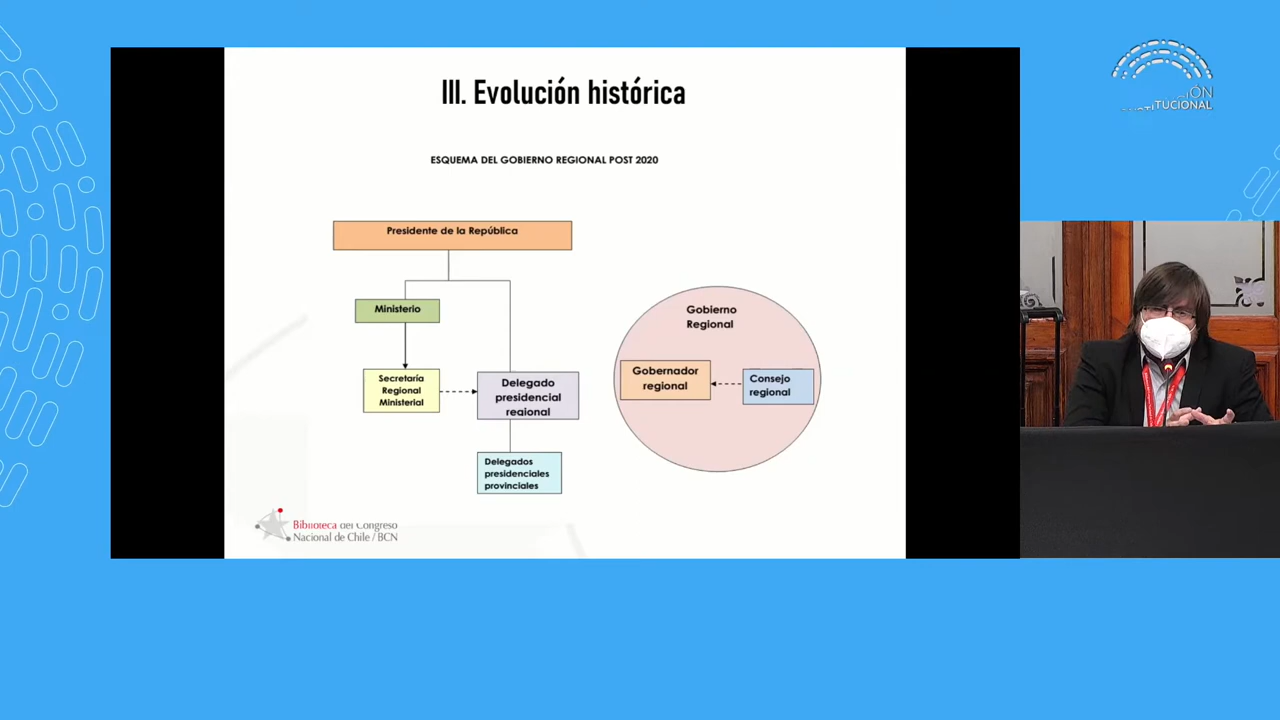 III. Evolución histórica
ESQUEMA DEL GOBIERNO REGIONAL POST 2020
Presidente de la República
Ministerio
Secretaría
Regional
Ministerial
Delegado
presidencial
regional
Delegados
presidenciales
provinciales
Gobierno
Regional
Gobernador
regional
Consejo
regional
Biblioteca del Congreso
Nacional de Chile / BCN
IÓN
TUCIONAL